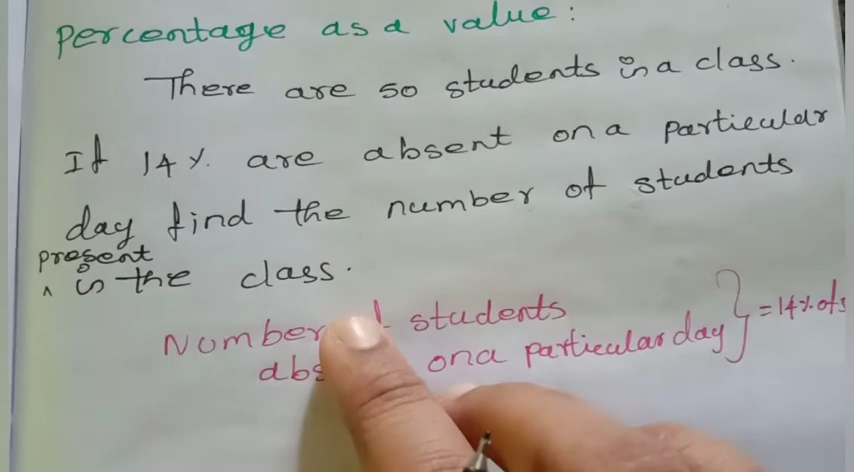 Percentage as a value:
There are 50 students in a class.
If 14% are absent on a particular
day find the number of students
present
^ in the class.
Number students
on a particular day } = 14% of